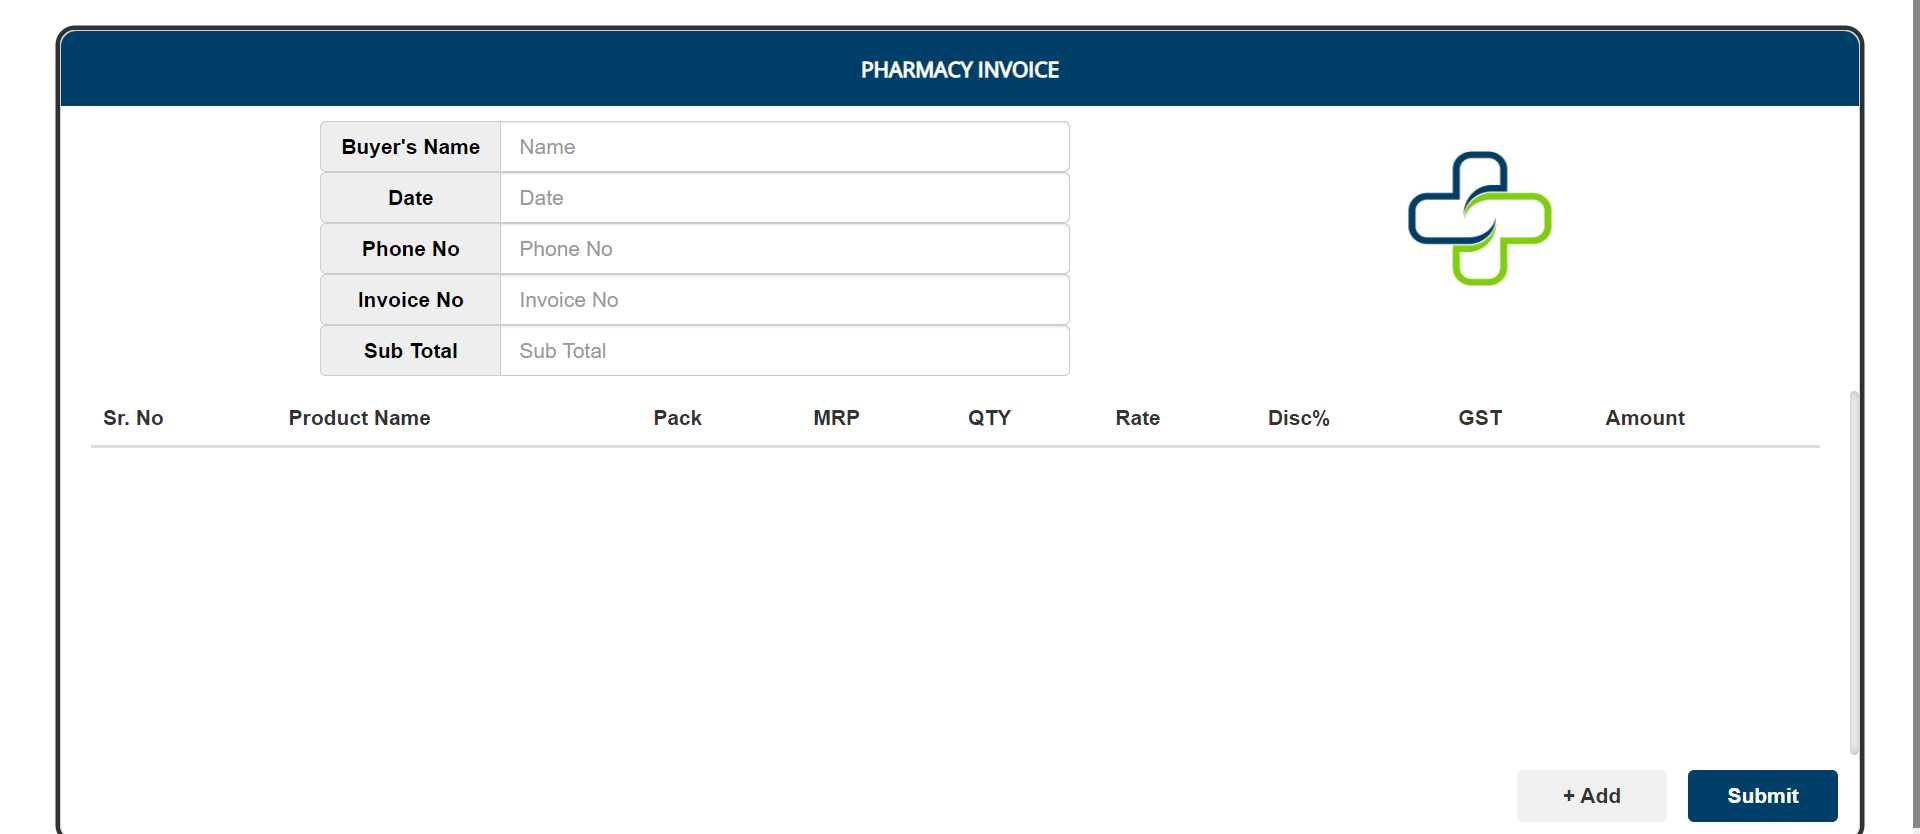 PHARMACY INVOICE
Buyer's Name Name
Date Date
Phone No Phone No
Invoice No Invoice No
Sub Total Sub Total
Sr. No Product Name Pack MRP QTY Rate Disc% GST Amount
+ Add Submit